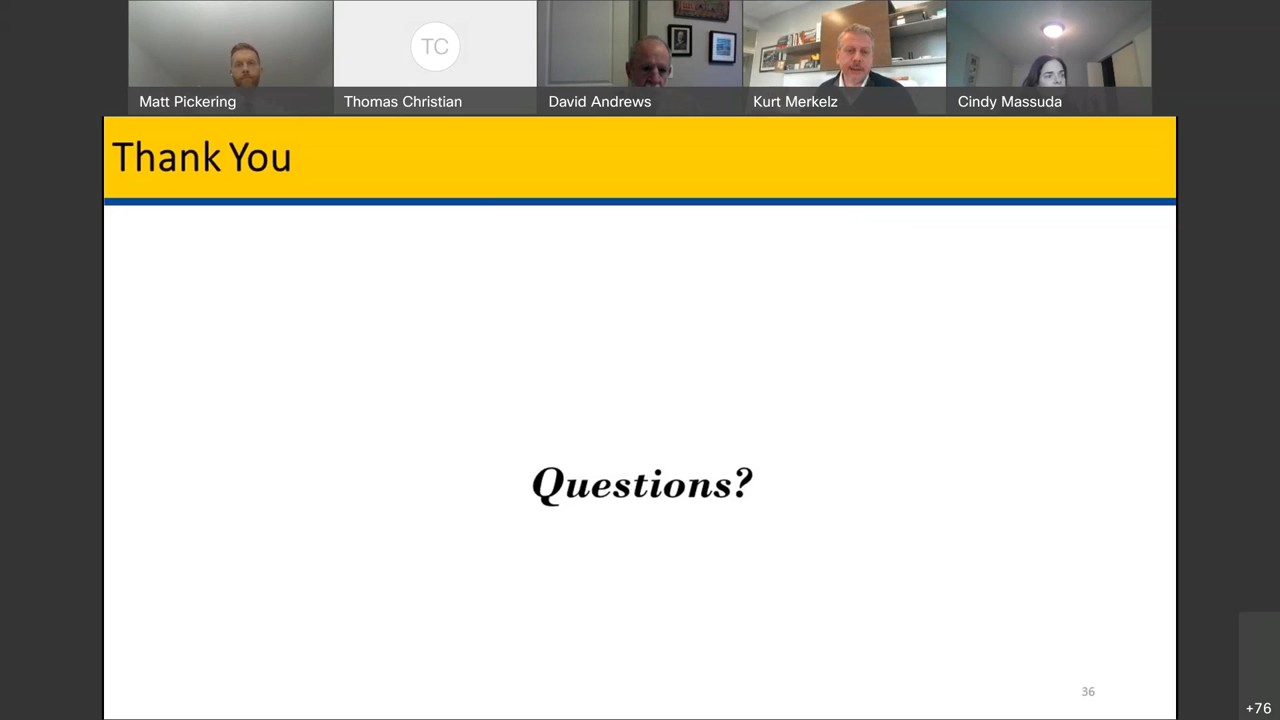 TC
Matt Pickering
Thomas Christian
David Andrews
Kurt Merkelz
Cindy Massuda
Thank You
Questions?
36
+76